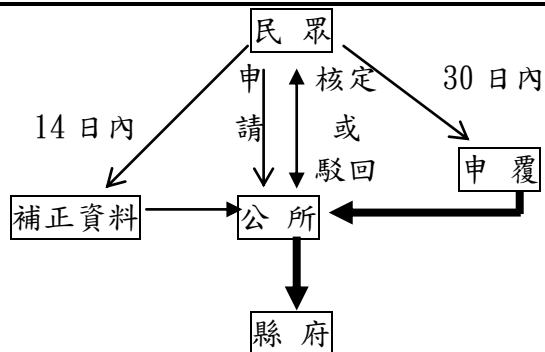 民 眾
申請
核定
或
駁回
30 日內
14 日內
申 覆
補正資料
公 所
縣 府